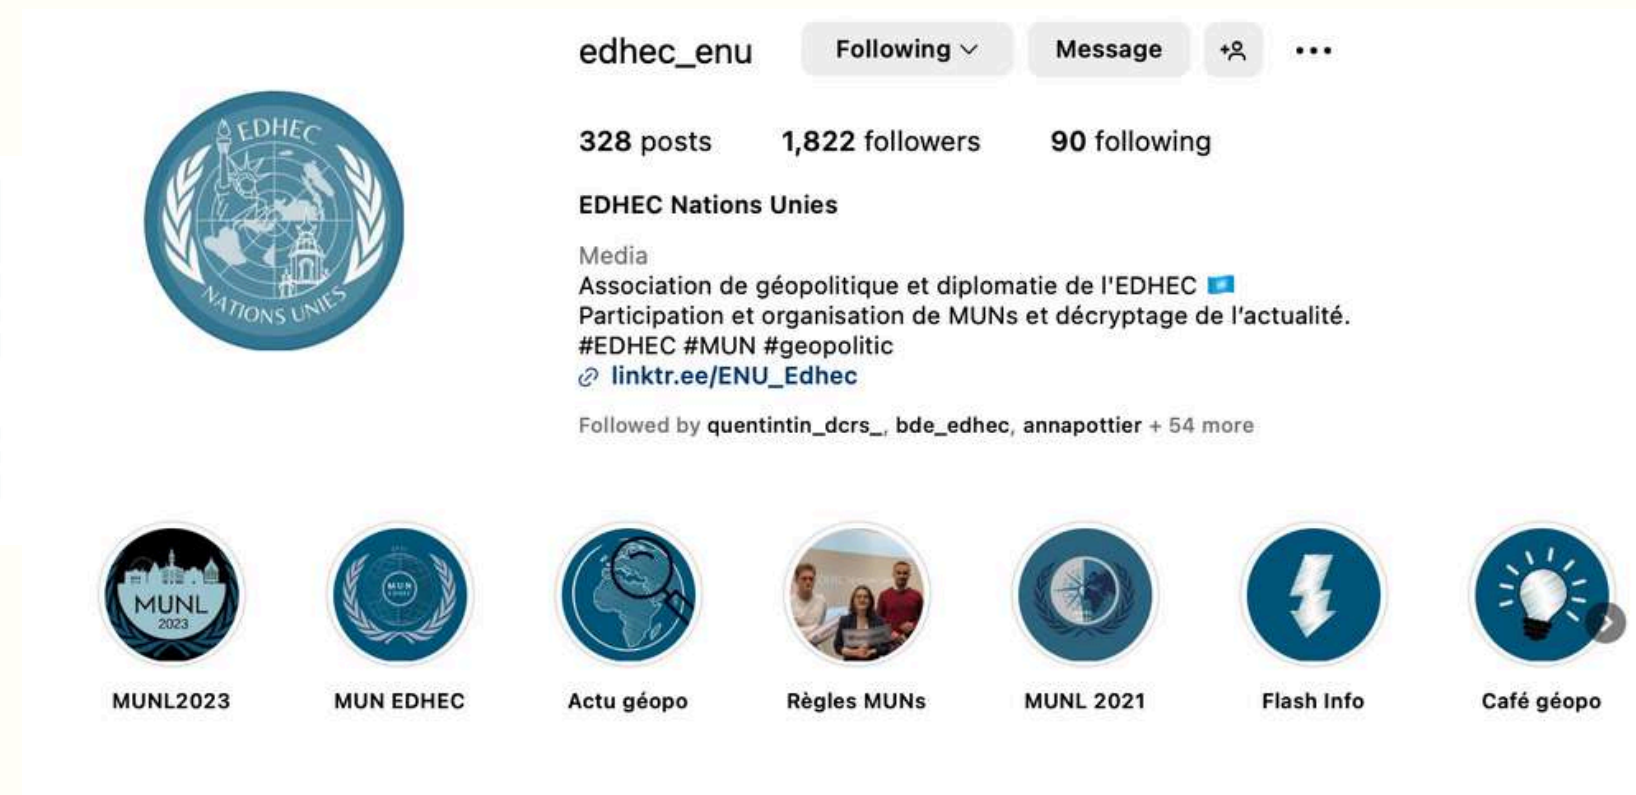 edhec_enu Following Message
328 posts 1,822 followers 90 following
EDHEC Nations Unies
Media
Association de géopolitique et diplomatie de l'EDHEC
Participation et organisation de MUNs et décryptage de l'actualité.
#EDHEC #MUN #geopolitic
linktr.ee/ENU_Edhec
Followed by quentintin_dcrs_, bde_edhec, annapottier + 54 more
EDHEC
NATIONS UNIES
MUNL
2023
MUN
EDHEC
MUNL2023 MUN EDHEC Actu géopo Règles MUNs MUNL 2021 Flash Info Café géopo